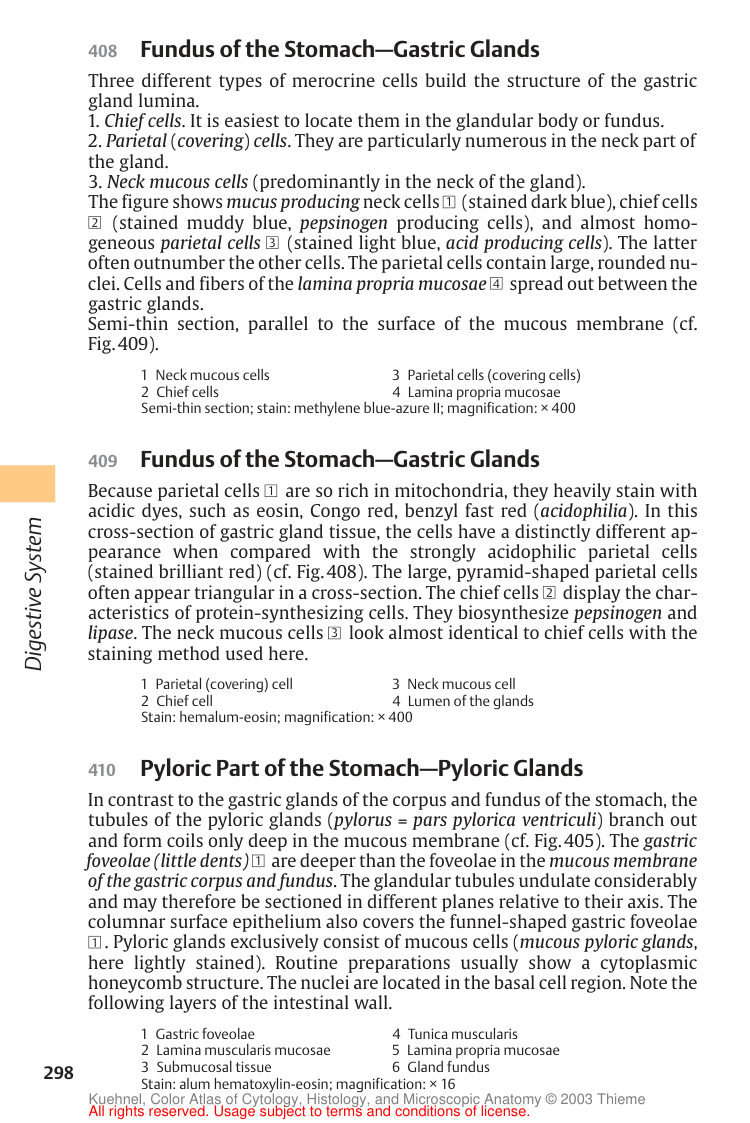 408 Fundus of the Stomach—Gastric Glands
Three different types of merocrine cells build the structure of the gastric
gland lumina.
1. Chief cells. It is easiest to locate them in the glandular body or fundus.
2. Parietal (covering) cells. They are particularly numerous in the neck part of
the gland.
3. Neck mucous cells (predominantly in the neck of the gland).
The figure shows mucus producing neck cells 1 (stained dark blue), chief cells
2 (stained muddy blue, pepsinogen producing cells), and almost homo-
geneous parietal cells 3 (stained light blue, acid producing cells). The latter
often outnumber the other cells. The parietal cells contain large, rounded nu-
clei. Cells and fibers of the lamina propria mucosae 4 spread out between the
gastric glands.
Semi-thin section, parallel to the surface of the mucous membrane (cf.
Fig. 409).
1 Neck mucous cells 3 Parietal cells (covering cells)
2 Chief cells 4 Lamina propria mucosae
Semi-thin section; stain: methylene blue-azure II; magnification: × 400
409 Fundus of the Stomach—Gastric Glands
Because parietal cells 1 are so rich in mitochondria, they heavily stain with
acidic dyes, such as eosin, Congo red, benzyl fast red (acidophilia). In this
cross-section of gastric gland tissue, the cells have a distinctly different ap-
pearance when compared with the strongly acidophilic parietal cells
(stained brilliant red) (cf. Fig. 408). The large, pyramid-shaped parietal cells
often appear triangular in a cross-section. The chief cells 2 display the char-
acteristics of protein-synthesizing cells. They biosynthesize pepsinogen and
lipase. The neck mucous cells 3 look almost identical to chief cells with the
staining method used here.
1 Parietal (covering) cell 3 Neck mucous cell
2 Chief cell 4 Lumen of the glands
Stain: hemalum-eosin; magnification: × 400
Digestive System
410 Pyloric Part of the Stomach—Pyloric Glands
In contrast to the gastric glands of the corpus and fundus of the stomach, the
tubules of the pyloric glands (pylorus = pars pylorica ventriculi) branch out
and form coils only deep in the mucous membrane (cf. Fig. 405). The gastric
foveolae (little dents) 1 are deeper than the foveolae in the mucous membrane
of the gastric corpus and fundus. The glandular tubules undulate considerably
and may therefore be sectioned in different planes relative to their axis. The
columnar surface epithelium also covers the funnel-shaped gastric foveolae
1. Pyloric glands exclusively consist of mucous cells (mucous pyloric glands,
here lightly stained). Routine preparations usually show a cytoplasmic
honeycomb structure. The nuclei are located in the basal cell region. Note the
following layers of the intestinal wall.
1 Gastric foveolae 4 Tunica muscularis
2 Lamina muscularis mucosae 5 Lamina propria mucosae
3 Submucosal tissue 6 Gland fundus
Stain: alum hematoxylin-eosin; magnification: × 16
298
Kuehnel, Color Atlas of Cytology, Histology, and Microscopic Anatomy © 2003 Thieme
All rights reserved. Usage subject to terms and conditions of license.